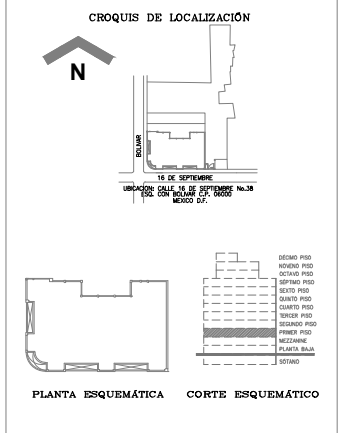 CROQUIS DE LOCALIZACIÓN
N
BOLIVAR
16 DE SEPTIEMBRE
UBICACION: CALLE 16 DE SEPTIEMBRE No.38
ESQ. CON BOLIVAR C.P. 06000
MEXICO D.F.
DÉCIMO PISO
NOVENO PISO
OCTAVO PISO
SÉPTIMO PISO
SEXTO PISO
QUINTO PISO
CUARTO PISO
TERCER PISO
SEGUNDO PISO
PRIMER PISO
MEZZANINE
PLANTA BAJA
SÓTANO
PLANTA ESQUEMÁTICA
CORTE ESQUEMÁTICO